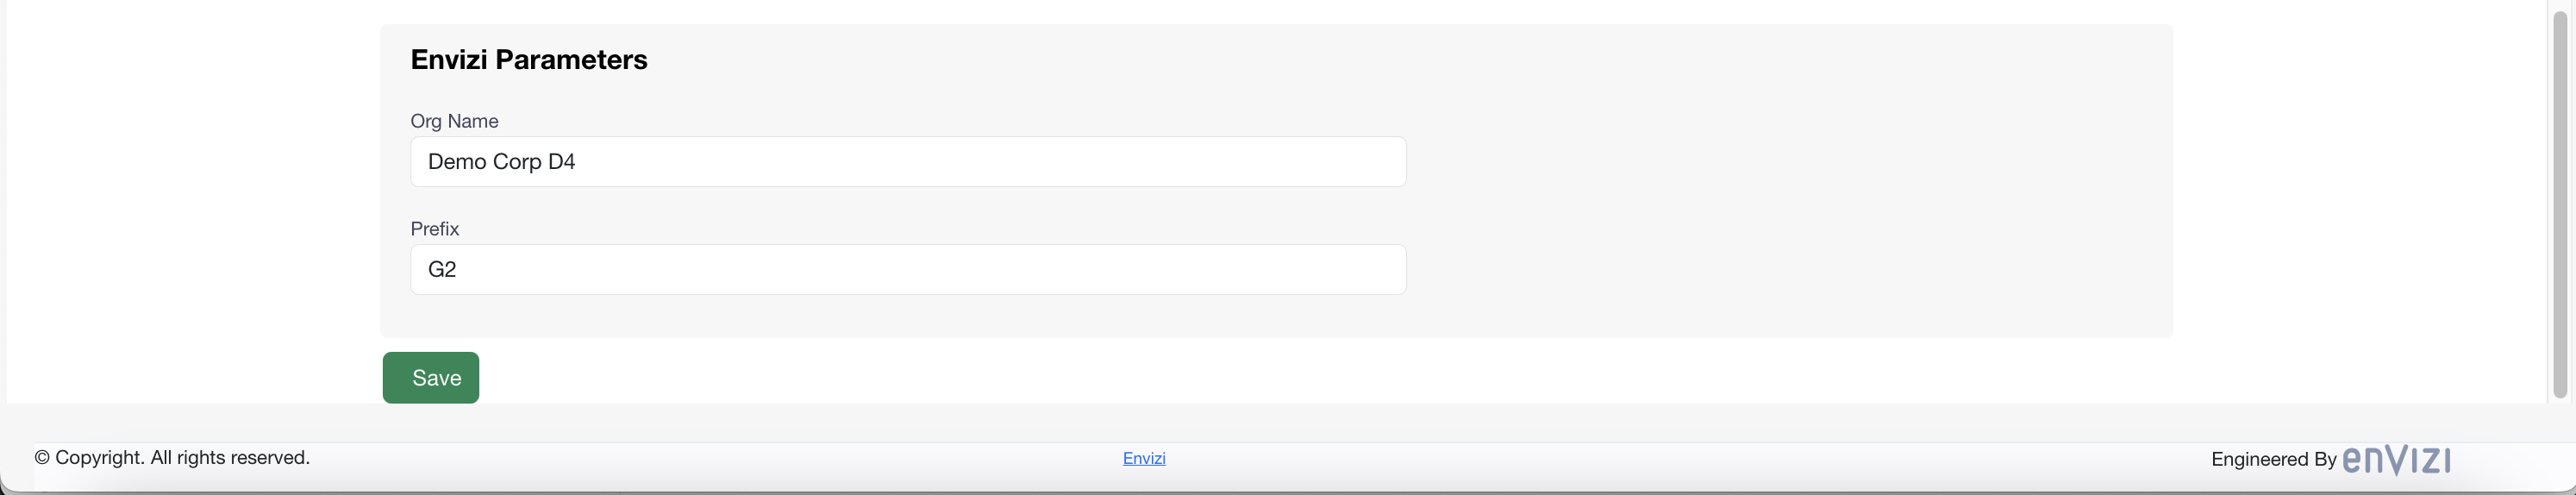 Envizi Parameters
Org Name
Demo Corp D4
Prefix
G2
Save
© Copyright. All rights reserved.
Envizi
Engineered By enVIZI